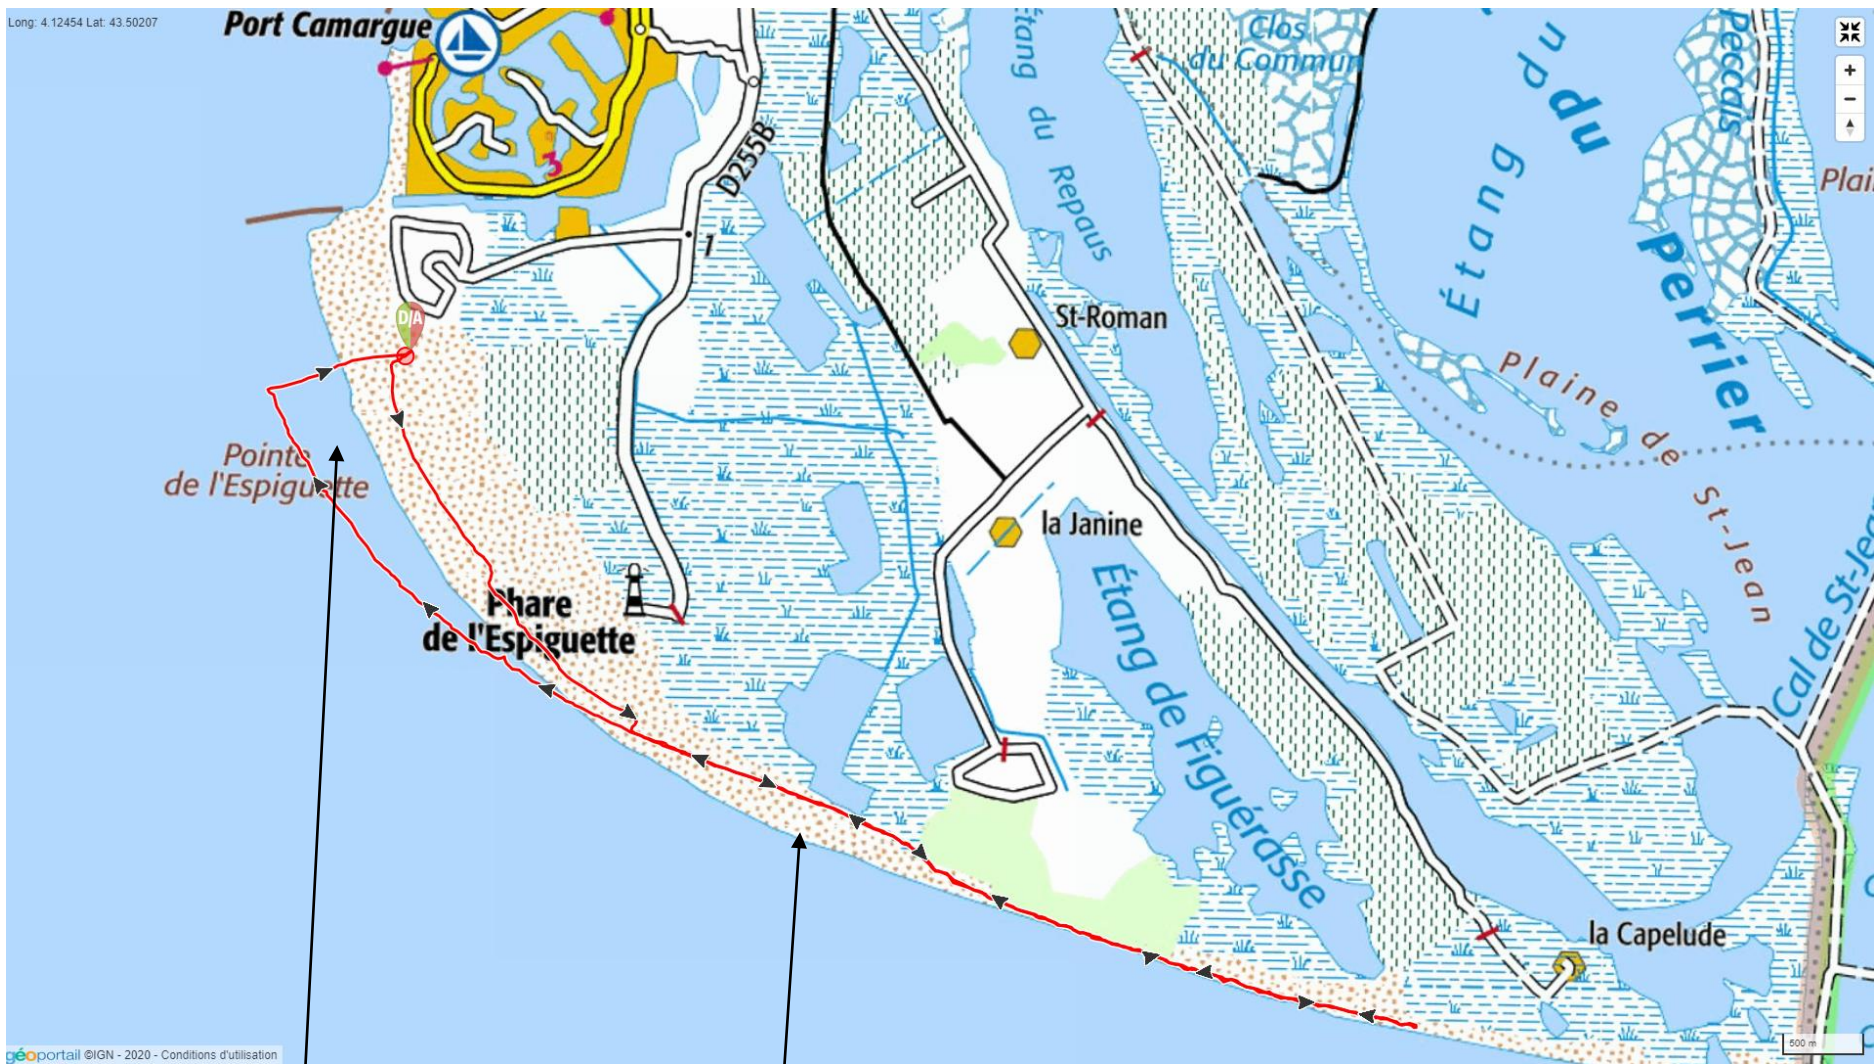 Long: 4.12454 Lat: 43.50207
Port Camargue
3
D255B
1
Étang du Repaus
Clos
du Commun
Étang du
du
Perrier
Peccais
St-Roman
Plaine de St-Jean
Pointe
de l'Espiguette
D/A
la Janine
Phare
de l'Espiguette
Étang de Figuérasse
Cal de St-Je
la Capelude
géoportail ©IGN - 2020 - Conditions d'utilisation
500 m
+
−